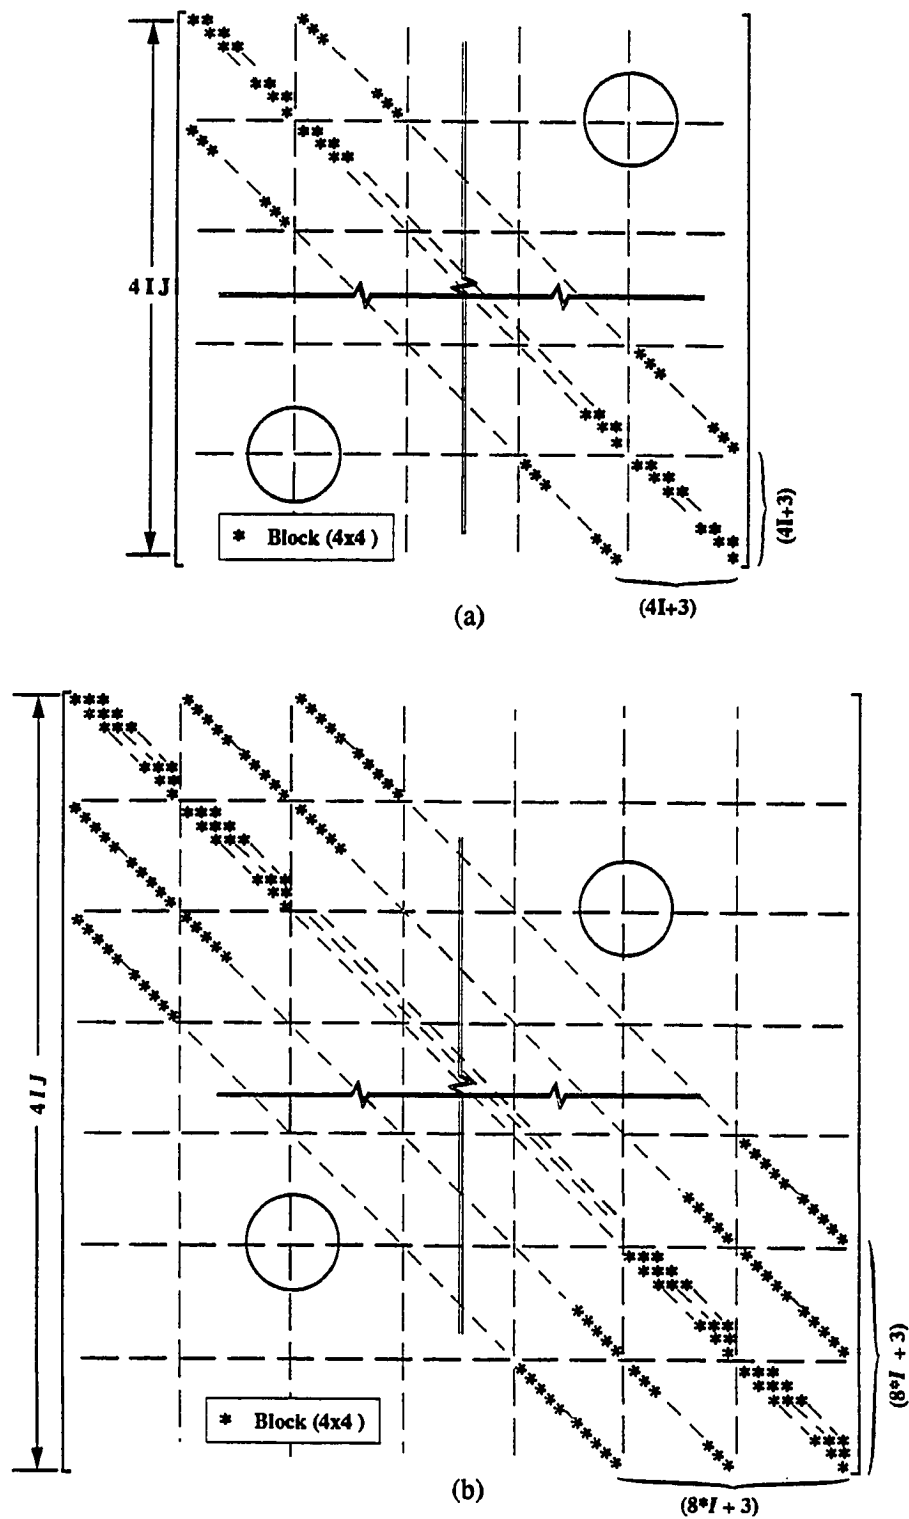 4 I J
* Block (4x4 )
(4I+3)
(4I+3)
(a)
4 I J
* Block (4x4 )
(8*I + 3)
(8*I + 3)
(b)